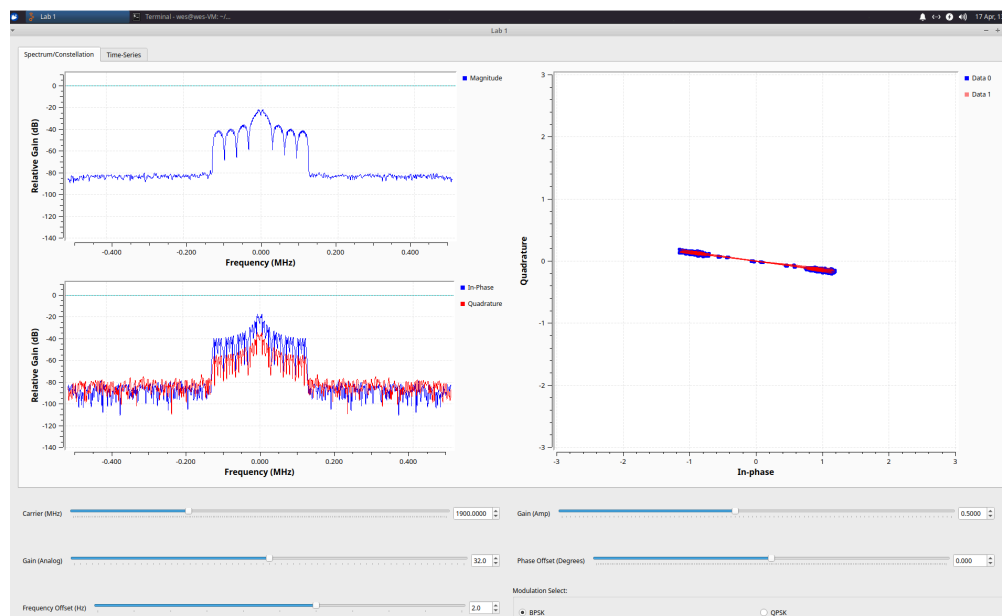 Lab 1
Terminal - wes@wes-VM: ~/...
17 Apr, 1
Lab 1
Spectrum/Constellation
Time-Series
Relative Gain (dB)
0
-20
-40
-60
-80
-100
-120
-140
-0.400
-0.200
0.000
0.200
0.400
Frequency (MHz)
Magnitude
Relative Gain (dB)
0
-20
-40
-60
-80
-100
-120
-140
-0.400
-0.200
0.000
0.200
0.400
Frequency (MHz)
In-Phase
Quadrature
Quadrature
3
2
1
0
-1
-2
-3
-3
-2
-1
0
1
2
3
In-phase
Data 0
Data 1
Carrier (MHz)
1900.0000
Gain (Amp)
0.5000
Gain (Analog)
32.0
Phase Offset (Degrees)
0.000
Frequency Offset (Hz)
2.0
Modulation Select:
BPSK
QPSK